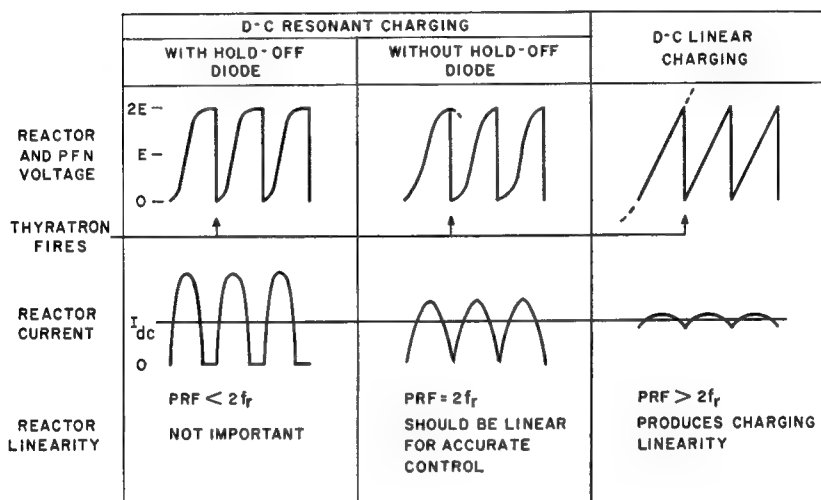 D-C RESONANT CHARGING
WITH HOLD-OFF
DIODE
WITHOUT HOLD-OFF
DIODE
D-C LINEAR
CHARGING
REACTOR
AND PFN
VOLTAGE
2E
E
0
THYRATRON
FIRES
REACTOR
CURRENT
Idc
0
REACTOR
LINEARITY
PRF < 2fr
NOT IMPORTANT
PRF = 2fr
SHOULD BE LINEAR
FOR ACCURATE
CONTROL
PRF > 2fr
PRODUCES CHARGING
LINEARITY